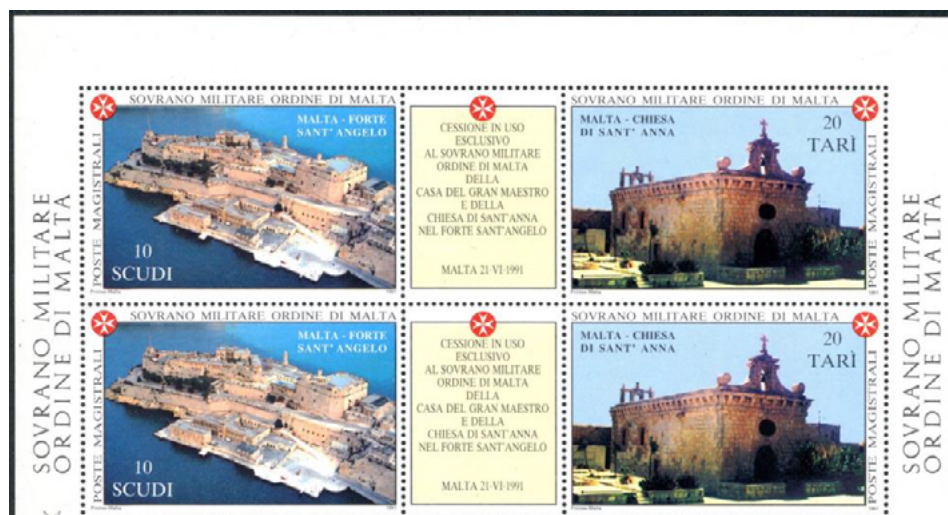 SOVRANO MILITARE ORDINE DI MALTA
MALTA - FORTE
SANT' ANGELO
POSTE MAGISTRALI
10
SCUDI
1991
CESSIONE IN USO
ESCLUSIVO
AL SOVRANO MILITARE
ORDINE DI MALTA
DELLA
CASA DEL GRAN MAESTRO
E DELLA
CHIESA DI SANT'ANNA
NEL FORTE SANT'ANGELO
MALTA 21-VI-1991
SOVRANO MILITARE ORDINE DI MALTA
MALTA - CHIESA
DI SANT' ANNA
20
TARÌ
POSTE MAGISTRALI
1991
SOVRANO MILITARE ORDINE DI MALTA
MALTA - FORTE
SANT' ANGELO
POSTE MAGISTRALI
10
SCUDI
CESSIONE IN USO
ESCLUSIVO
AL SOVRANO MILITARE
ORDINE DI MALTA
DELLA
CASA DEL GRAN MAESTRO
E DELLA
CHIESA DI SANT'ANNA
NEL FORTE SANT'ANGELO
MALTA 21-VI-1991
SOVRANO MILITARE ORDINE DI MALTA
MALTA - CHIESA
DI SANT' ANNA
20
TARÌ
POSTE MAGISTRALI
SOVRANO MILITARE
ORDINE DI MALTA
SOVRANO MILITARE
ORDINE DI MALTA